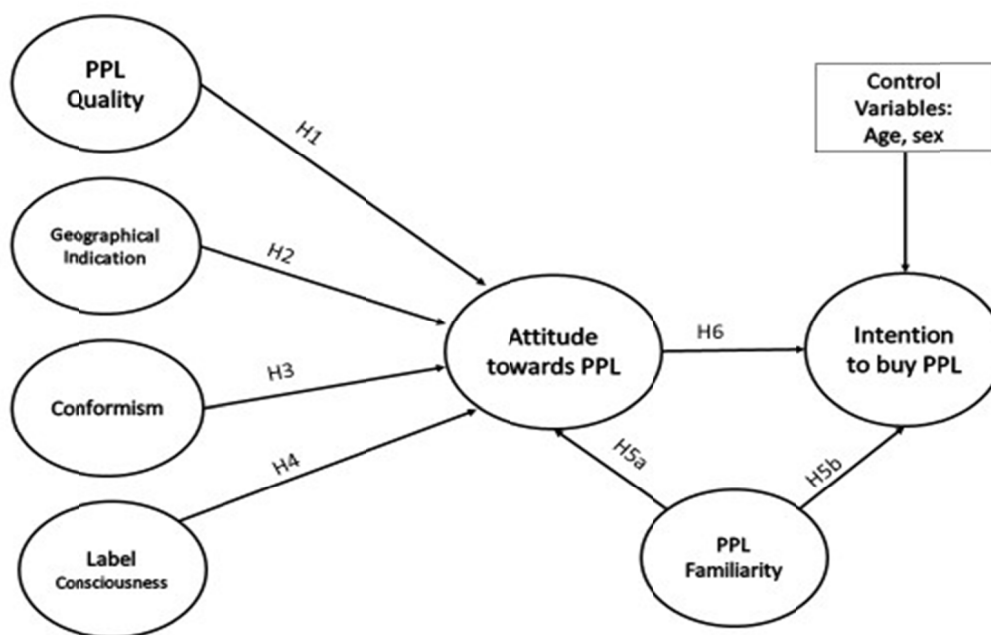 PPL
Quality
H1
Control
Variables:
Age, sex
Geographical
Indication
H2
Attitude
towards PPL
H6
Intention
to buy PPL
Conformism
H3
H4
H5a
H5b
Label
Consciousness
PPL
Familiarity